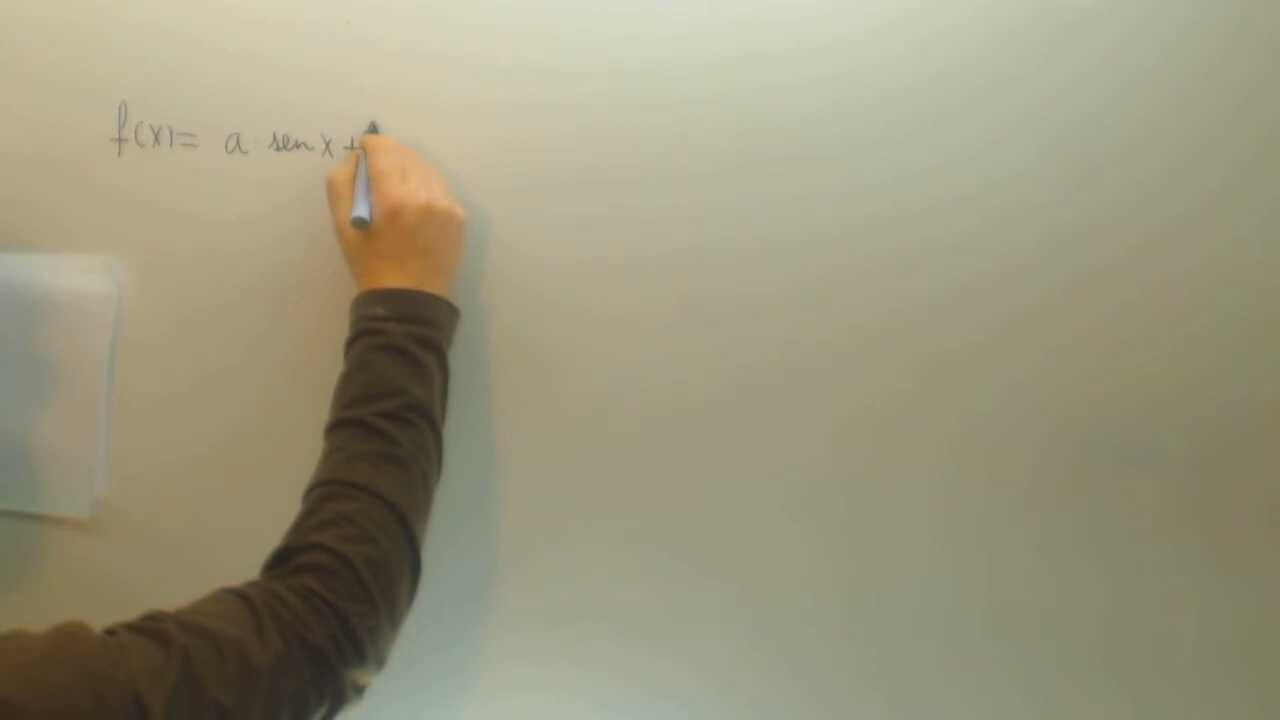 f(x)= a·sen x +